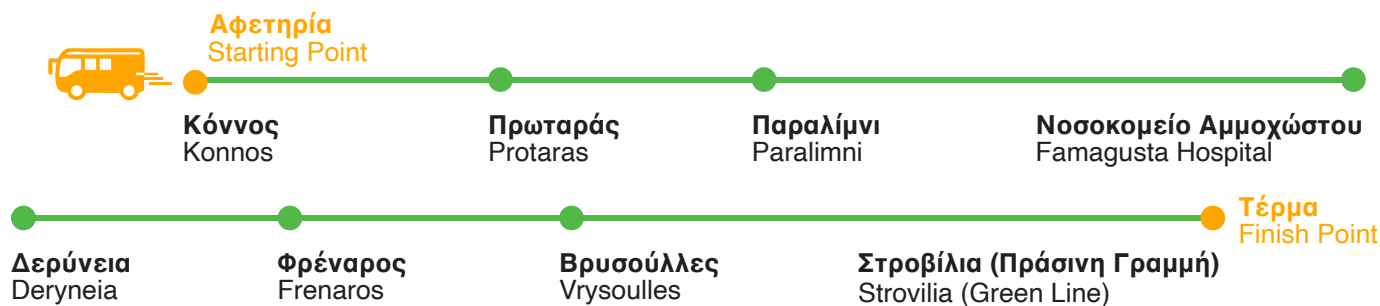 Αφετηρία
Starting Point
Κόννος
Konnos
Πρωταράς
Protaras
Παραλίμνι
Paralimni
Νοσοκομείο Αμμοχώστου
Famagusta Hospital
Τέρμα
Finish Point
Δερύνεια
Deryneia
Φρέναρος
Frenaros
Βρυσούλλες
Vrysoulles
Στροβίλια (Πράσινη Γραμμή)
Strovilia (Green Line)